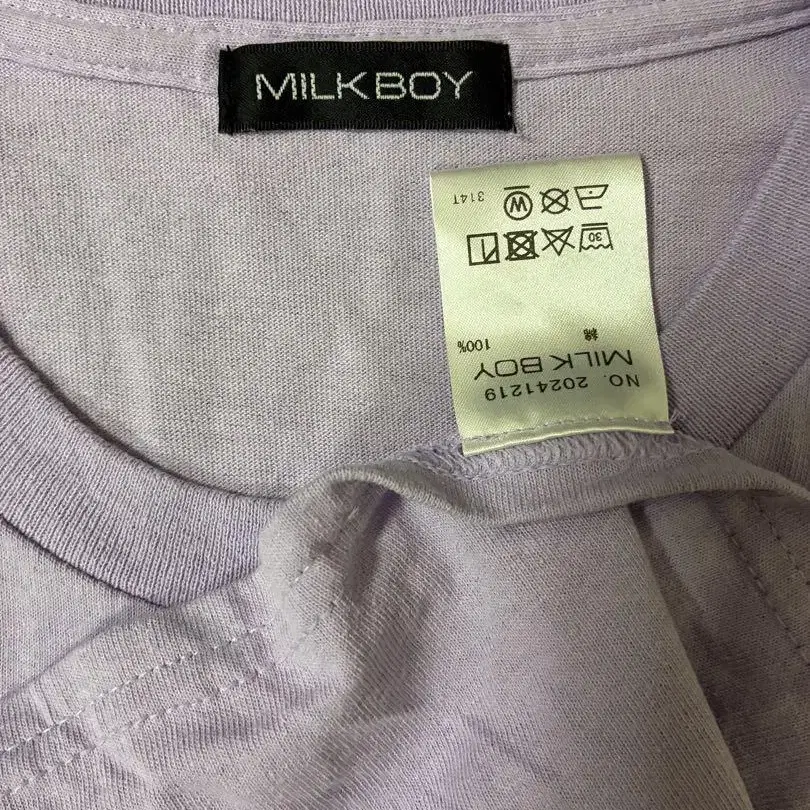 MILKBOY
NO. 20241219
MILK BOY
綿 100%
30
W
314T